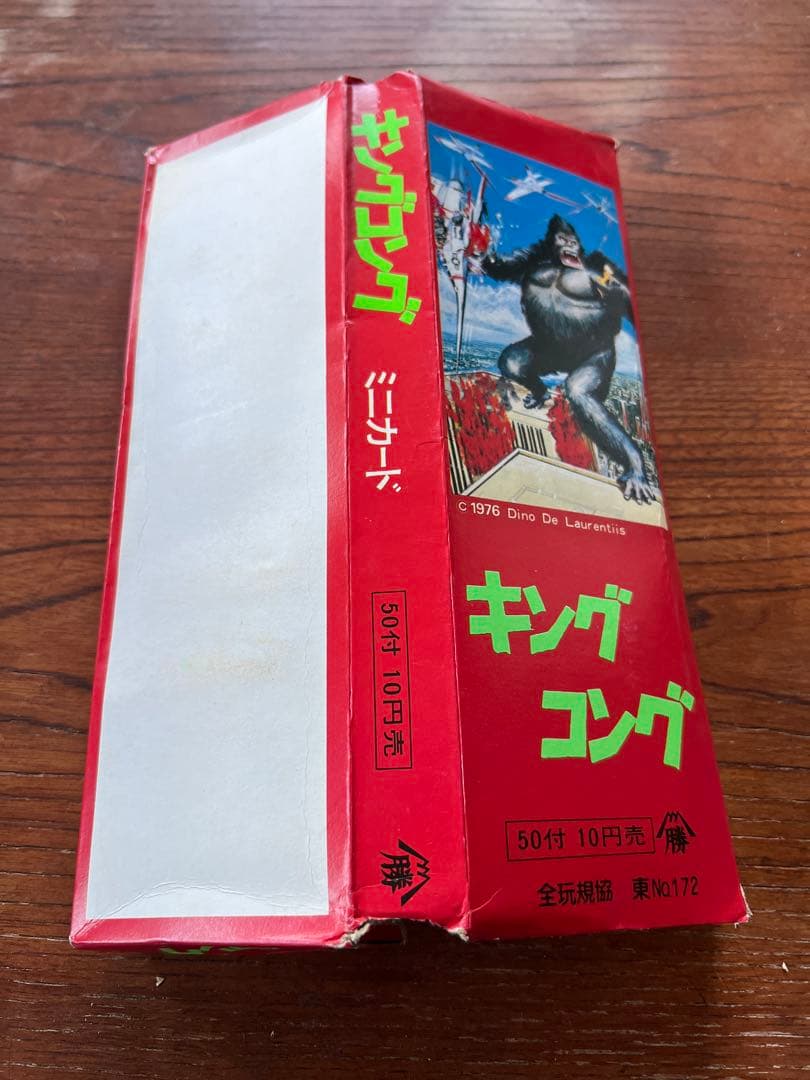 キングコング
ミニカード
50付 10円売
勝
C 1976 Dino De Laurentiis
キング
コング
50付 10円売
勝
全玩規協 東No.172